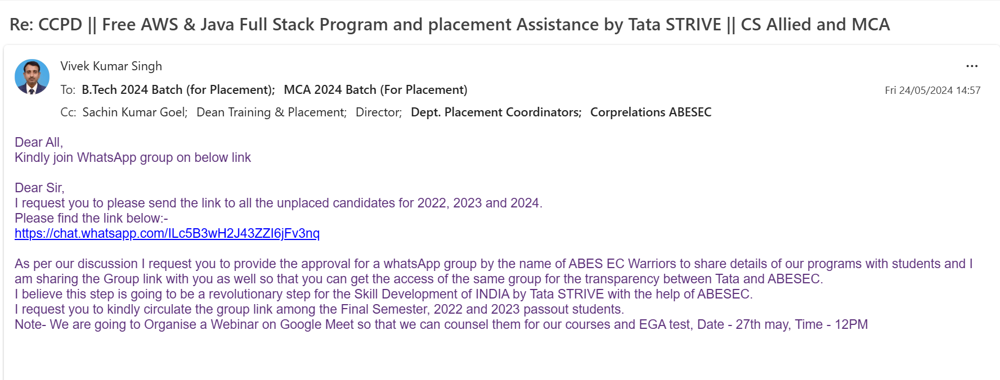 Re: CCPD || Free AWS & Java Full Stack Program and placement Assistance by Tata STRIVE || CS Allied and MCA
Vivek Kumar Singh
To: B.Tech 2024 Batch (for Placement); MCA 2024 Batch (For Placement)
Fri 24/05/2024 14:57
Cc: Sachin Kumar Goel; Dean Training & Placement; Director; Dept. Placement Coordinators; Corprelations ABESEC
Dear All,
Kindly join WhatsApp group on below link
Dear Sir,
I request you to please send the link to all the unplaced candidates for 2022, 2023 and 2024.
Please find the link below:-
https://chat.whatsapp.com/ILc5B3wH2J43ZZI6jFv3nq
As per our discussion I request you to provide the approval for a whatsApp group by the name of ABES EC Warriors to share details of our programs with students and I
am sharing the Group link with you as well so that you can get the access of the same group for the transparency between Tata and ABESEC.
I believe this step is going to be a revolutionary step for the Skill Development of INDIA by Tata STRIVE with the help of ABESEC.
I request you to kindly circulate the group link among the Final Semester, 2022 and 2023 passout students.
Note- We are going to Organise a Webinar on Google Meet so that we can counsel them for our courses and EGA test, Date - 27th may, Time - 12PM